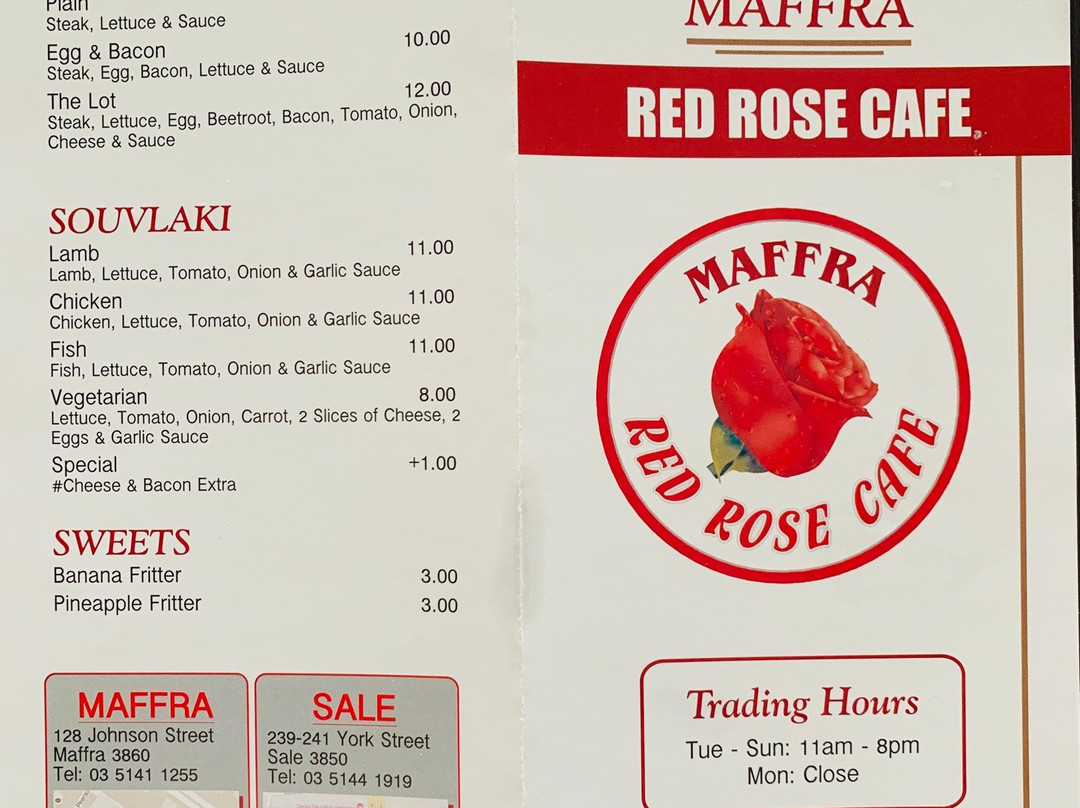 Plain
Steak, Lettuce & Sauce
Egg & Bacon 10.00
Steak, Egg, Bacon, Lettuce & Sauce
The Lot 12.00
Steak, Lettuce, Egg, Beetroot, Bacon, Tomato, Onion,
Cheese & Sauce
SOUVLAKI
Lamb 11.00
Lamb, Lettuce, Tomato, Onion & Garlic Sauce
Chicken 11.00
Chicken, Lettuce, Tomato, Onion & Garlic Sauce
Fish 11.00
Fish, Lettuce, Tomato, Onion & Garlic Sauce
Vegetarian 8.00
Lettuce, Tomato, Onion, Carrot, 2 Slices of Cheese, 2
Eggs & Garlic Sauce
Special +1.00
#Cheese & Bacon Extra
SWEETS
Banana Fritter 3.00
Pineapple Fritter 3.00
MAFFRA
128 Johnson Street
Maffra 3860
Tel: 03 5141 1255
SALE
239-241 York Street
Sale 3850
Tel: 03 5144 1919
MAFFRA
RED ROSE CAFE
MAFFRA
RED ROSE CAFE
Trading Hours
Tue - Sun: 11am - 8pm
Mon: Close